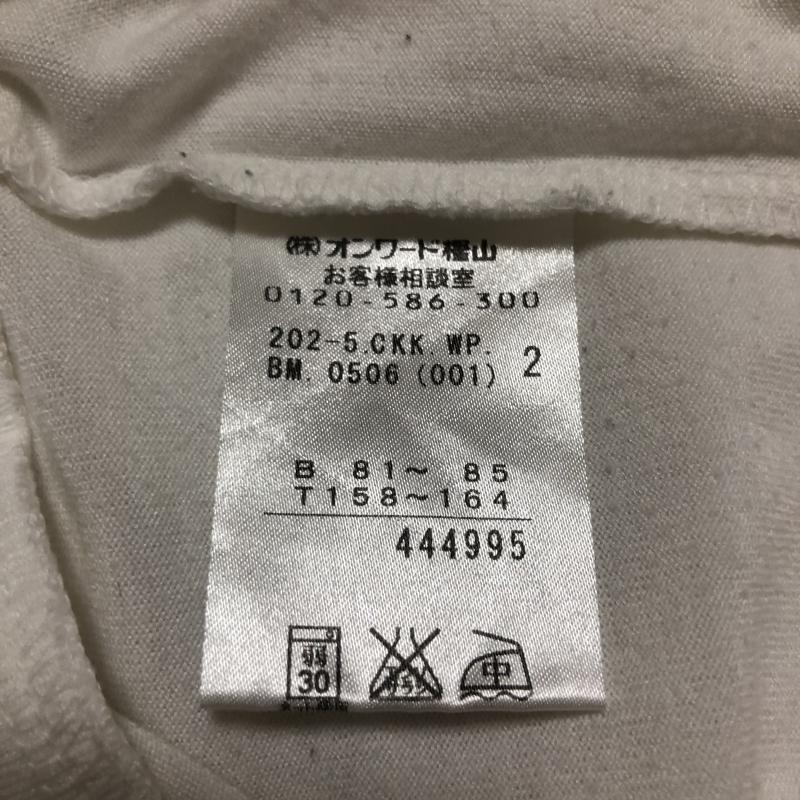 (株)オンワード樫山
お客様相談室
0120-586-300
202-5.CKK.WP.
BM. 0506 (001) 2
B 81~ 85
T158~164
444995
弱 中
30